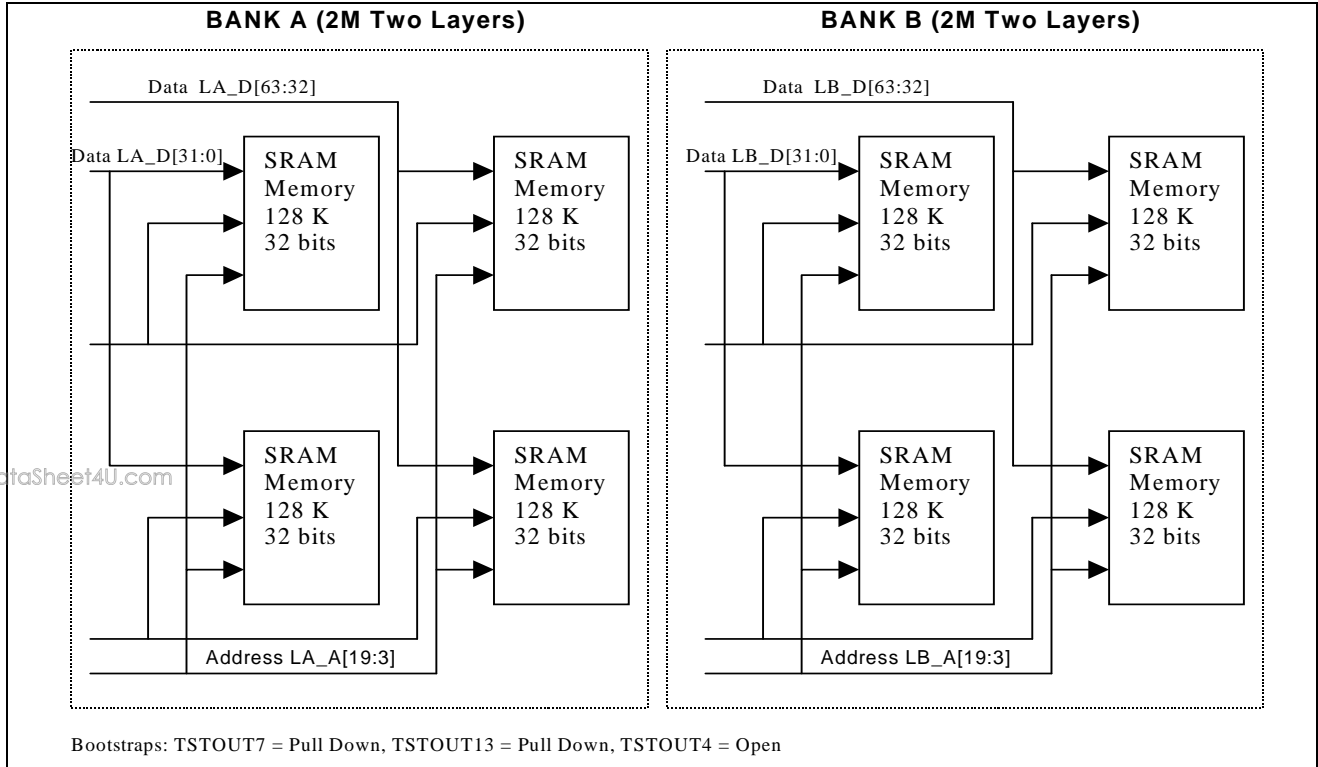 BANK A (2M Two Layers)
BANK B (2M Two Layers)
Data LA_D[63:32]
Data LB_D[63:32]
Data LA_D[31:0]
SRAM
Memory
128 K
32 bits
SRAM
Memory
128 K
32 bits
Data LB_D[31:0]
SRAM
Memory
128 K
32 bits
SRAM
Memory
128 K
32 bits
SRAM
Memory
128 K
32 bits
SRAM
Memory
128 K
32 bits
SRAM
Memory
128 K
32 bits
SRAM
Memory
128 K
32 bits
ataSheet4U.com
Address LA_A[19:3]
Address LB_A[19:3]
Bootstraps: TSTOUT7 = Pull Down, TSTOUT13 = Pull Down, TSTOUT4 = Open